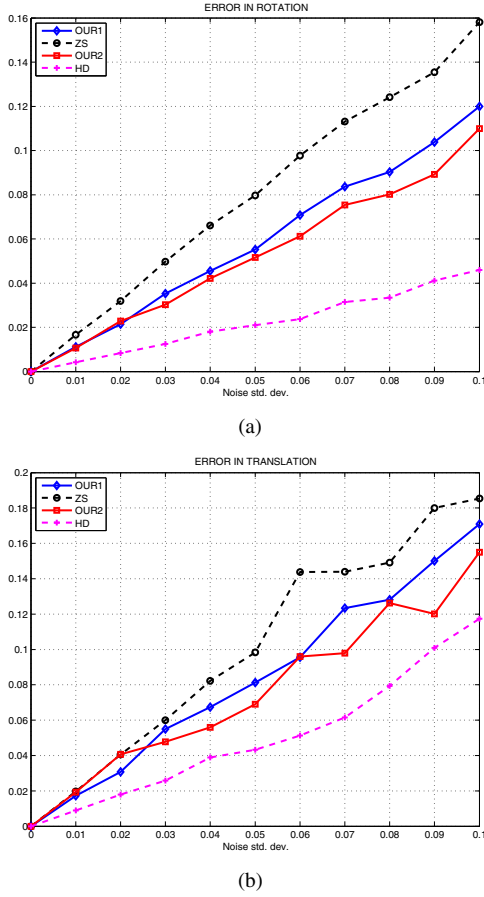 ERROR IN ROTATION
0.16
0.14
0.12
0.1
0.08
0.06
0.04
0.02
0
OUR1
ZS
OUR2
HD
0 0.01 0.02 0.03 0.04 0.05 0.06 0.07 0.08 0.09 0.1
Noise std. dev.
(a)
ERROR IN TRANSLATION
0.2
0.18
0.16
0.14
0.12
0.1
0.08
0.06
0.04
0.02
0
OUR1
ZS
OUR2
HD
0 0.01 0.02 0.03 0.04 0.05 0.06 0.07 0.08 0.09 0.1
Noise std. dev.
(b)